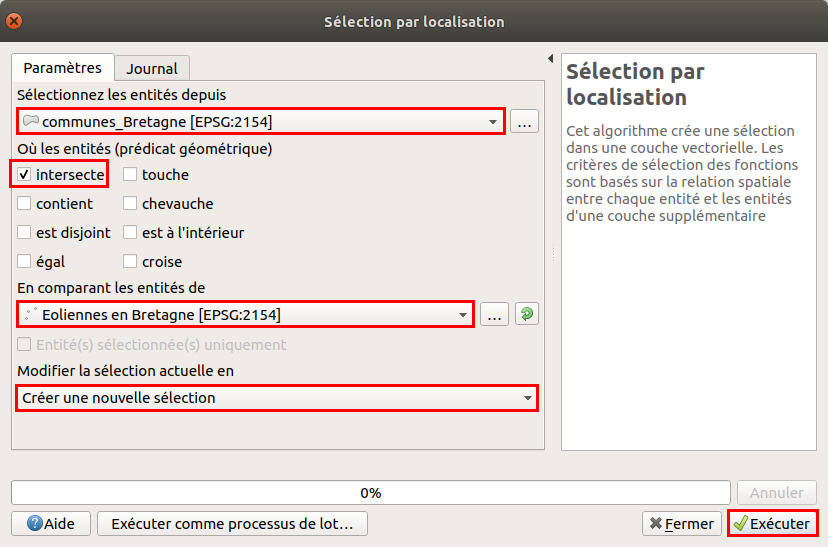 Sélection par localisation
Paramètres
Journal
Sélectionnez les entités depuis
communes_Bretagne [EPSG:2154]
...
Où les entités (prédicat géométrique)
intersecte
touche
contient
chevauche
est disjoint
est à l'intérieur
égal
croise
En comparant les entités de
Eoliennes en Bretagne [EPSG:2154]
...
Entité(s) sélectionnée(s) uniquement
Modifier la sélection actuelle en
Créer une nouvelle sélection
Sélection par
localisation
Cet algorithme crée une sélection
dans une couche vectorielle. Les
critères de sélection des fonctions
sont basés sur la relation spatiale
entre chaque entité et les entités
d'une couche supplémentaire
0%
Annuler
Aide
Exécuter comme processus de lot…
Fermer
Exécuter